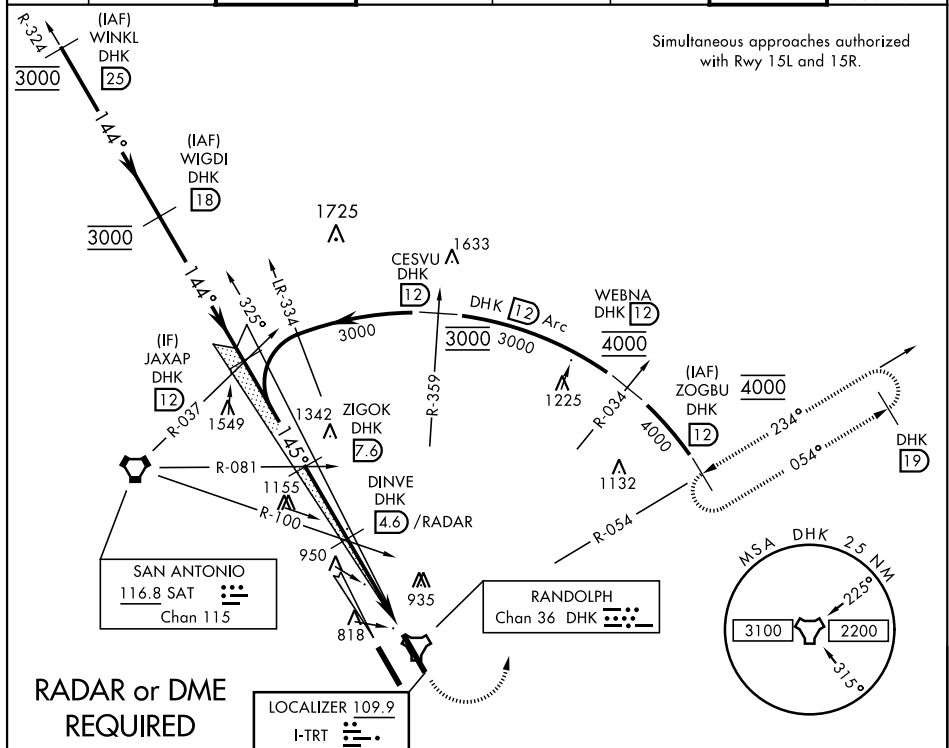 R-324
(IAF)
WINKL
DHK
25
3000
144°
Simultaneous approaches authorized
with Rwy 15L and 15R.
(IAF)
WIGDI
DHK
18
3000
144°
1725
325°
LR-334
CESVU
DHK
12
1633
DHK 12 Arc
3000
3000
3000
WEBNA
DHK 12
4000
(IF)
JAXAP
DHK
12
R-037
1549
1342
ZIGOK
DHK
7.6
R-359
1225
R-034
4000
(IAF)
ZOGBU
DHK
12
4000
234°
054°
DHK
19
145°
R-081
1155
R-100
DINVE
DHK
4.6 /RADAR
1132
R-054
950
935
818
SAN ANTONIO
116.8 SAT
Chan 115
RANDOLPH
Chan 36 DHK
MSA DHK 25 NM
225°
3100
2200
315°
RADAR or DME
REQUIRED
LOCALIZER 109.9
I-TRT